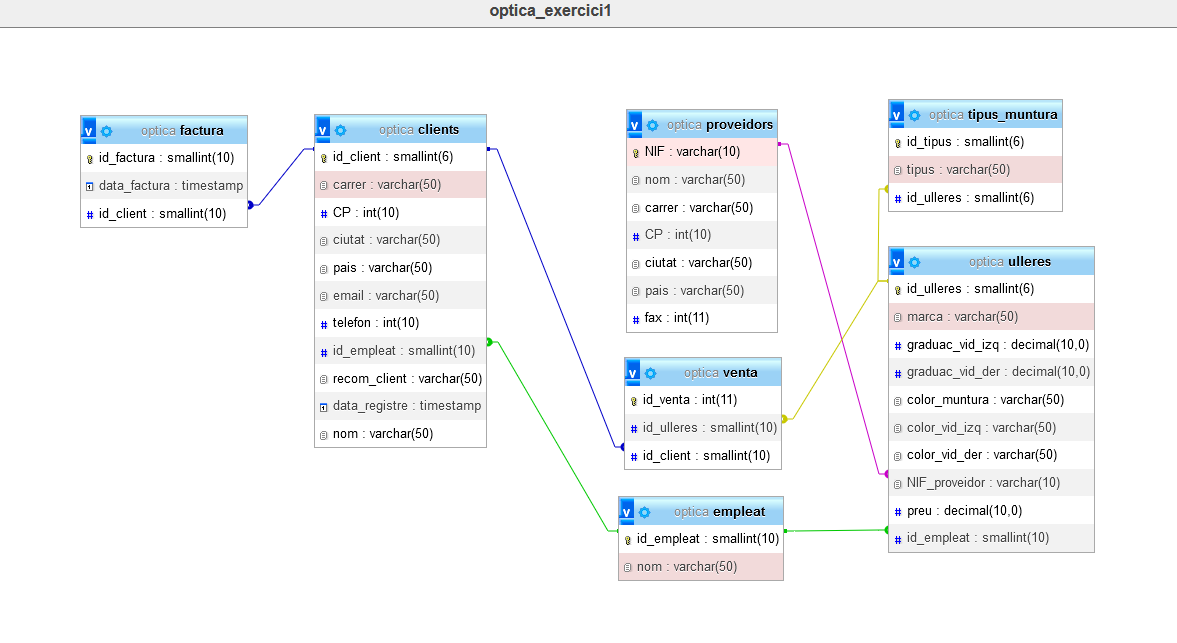 optica_exercici1
optica factura
id_factura : smallint(10)
data_factura : timestamp
id_client : smallint(10)
optica clients
id_client : smallint(6)
carrer : varchar(50)
CP : int(10)
ciutat : varchar(50)
pais : varchar(50)
email : varchar(50)
telefon : int(10)
id_empleat : smallint(10)
recom_client : varchar(50)
data_registre : timestamp
nom : varchar(50)
optica proveidors
NIF : varchar(10)
nom : varchar(50)
carrer : varchar(50)
CP : int(10)
ciutat : varchar(50)
pais : varchar(50)
fax : int(11)
optica venta
id_venta : int(11)
id_ulleres : smallint(10)
id_client : smallint(10)
optica empleat
id_empleat : smallint(10)
nom : varchar(50)
optica tipus_muntura
id_tipus : smallint(6)
tipus : varchar(50)
id_ulleres : smallint(6)
optica ulleres
id_ulleres : smallint(6)
marca : varchar(50)
graduac_vid_izq : decimal(10,0)
graduac_vid_der : decimal(10,0)
color_muntura : varchar(50)
color_vid_izq : varchar(50)
color_vid_der : varchar(50)
NIF_proveidor : varchar(10)
preu : decimal(10,0)
id_empleat : smallint(10)